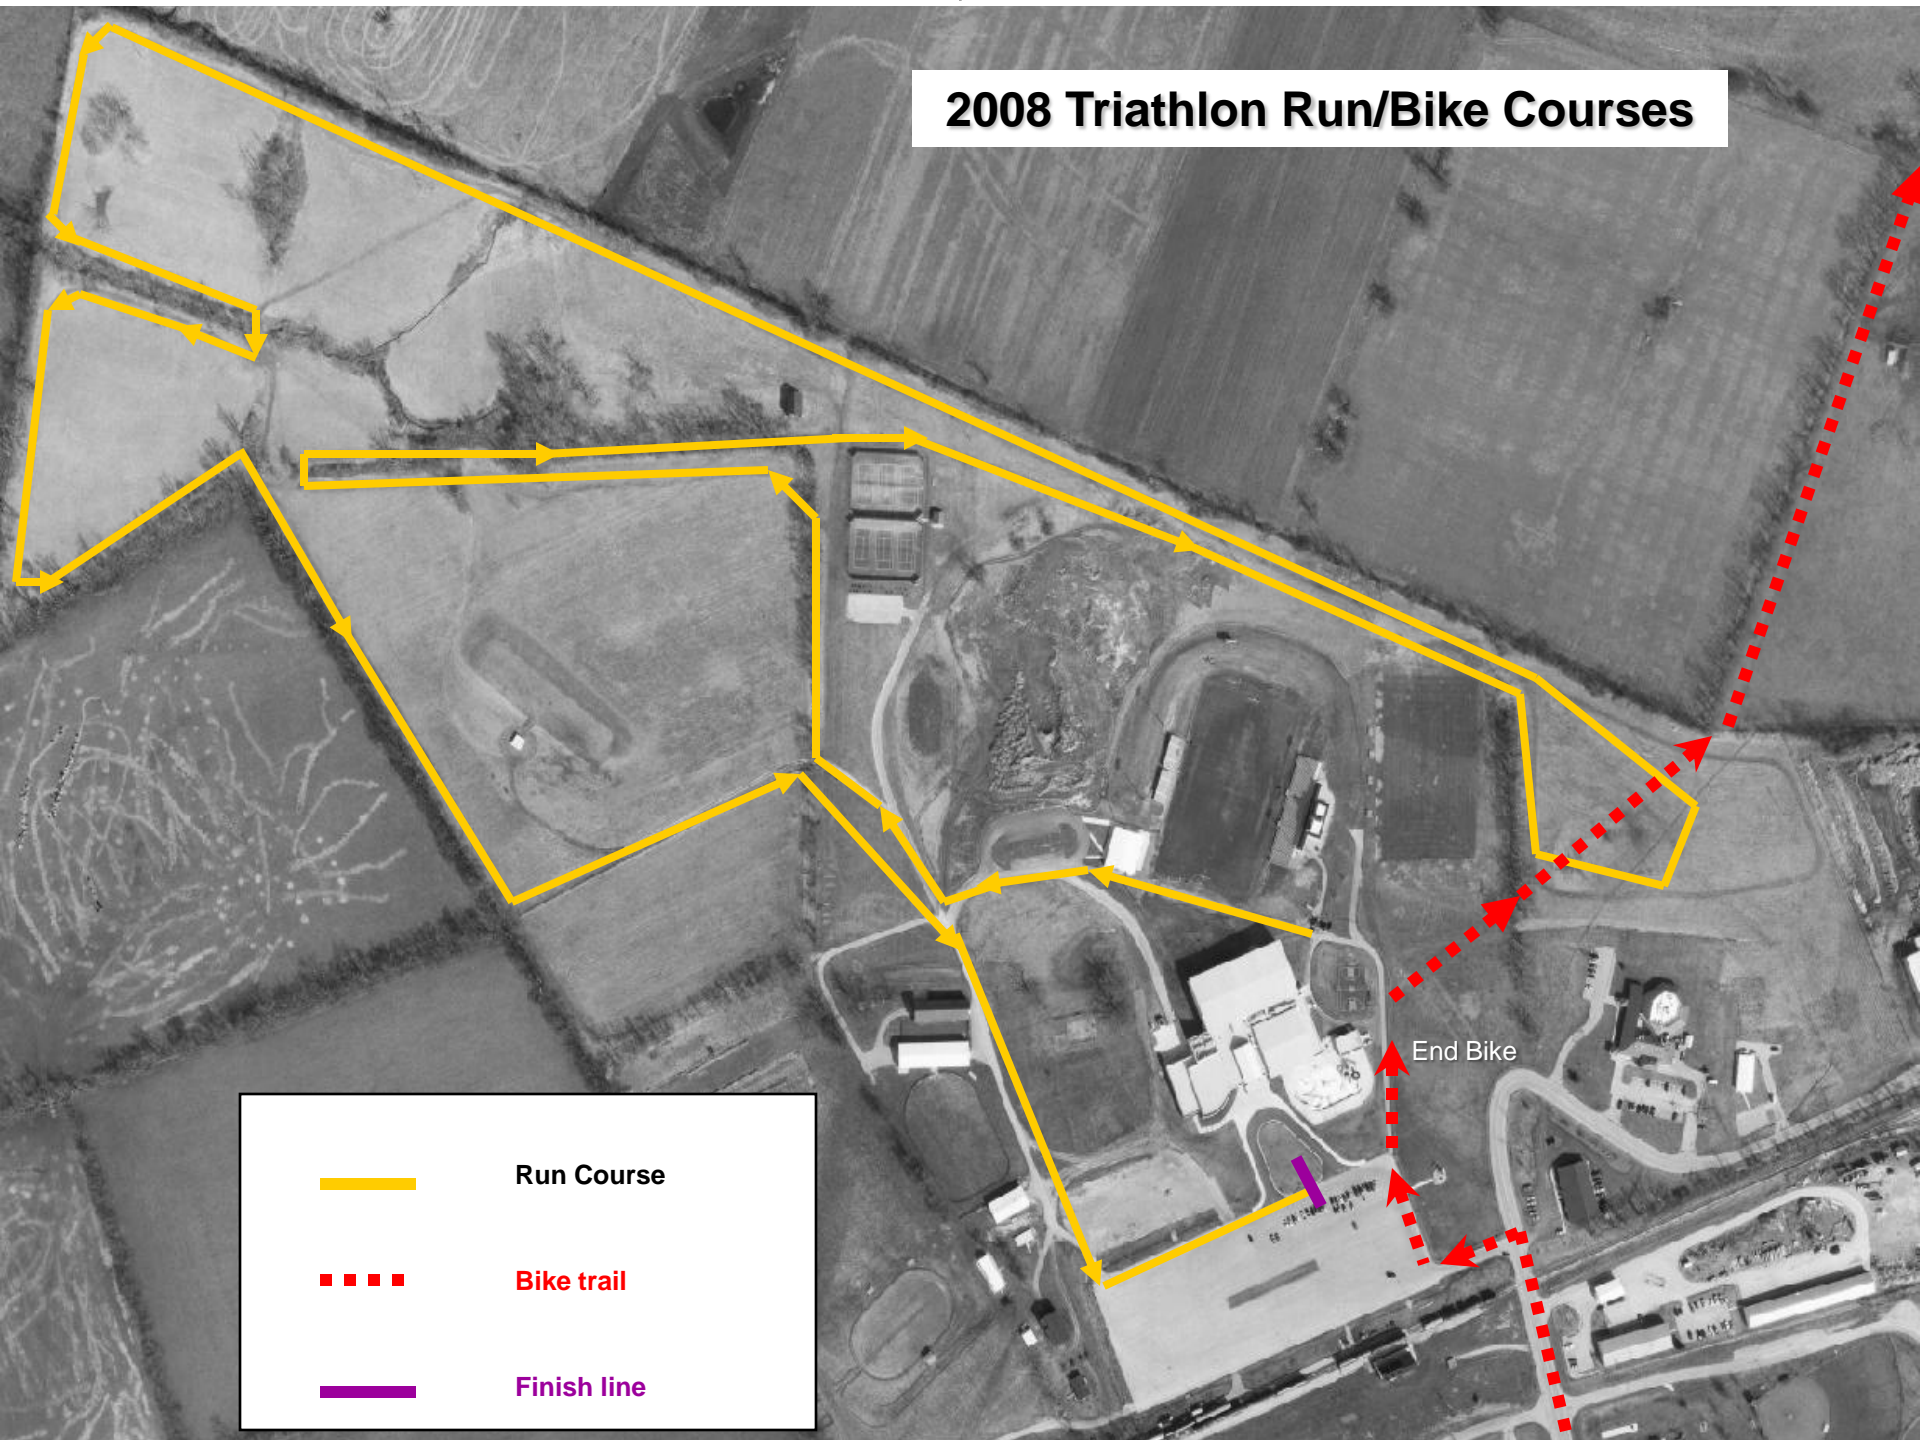 2008 Triathlon Run/Bike Courses
End Bike
Run Course
Bike trail
Finish line